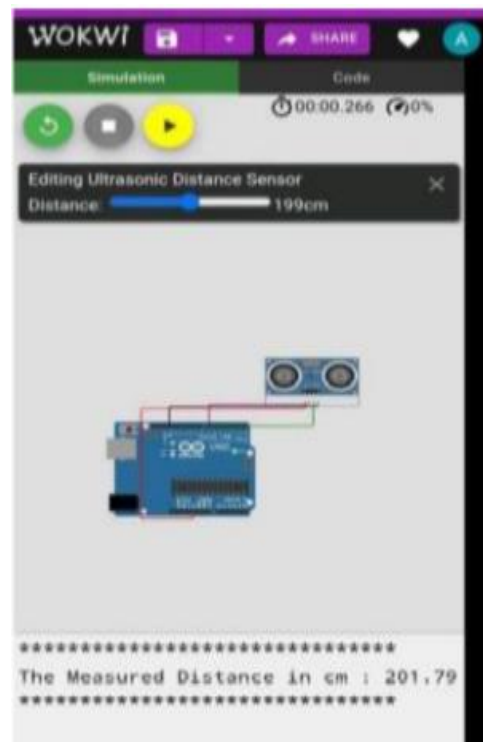 WOKWI SHARE A
Simulation Code
00:00.266 0%
Editing Ultrasonic Distance Sensor
Distance: 199cm
*******************************
The Measured Distance in cm : 201.79
*******************************